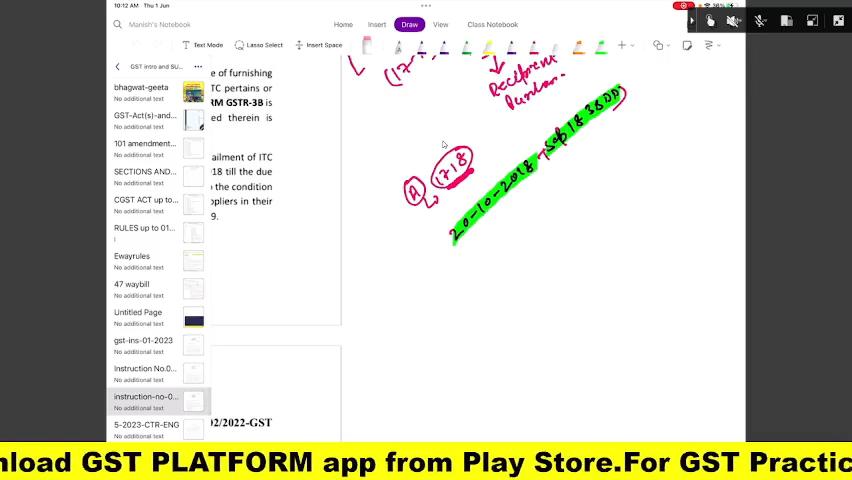 10:12 AM Thu 1 Jun
36%
Manish's Notebook
Home Insert Draw View Class Notebook
Text Mode Lasso Select Insert Space
GST intro and SU...
bhagwat-geeta
No additional text
GST-Act(s)-and...
No additional text
101 amendment...
No additional text
SECTIONS AND...
No additional text
CGST ACT up to...
No additional text
RULES up to 01...
I
Ewayrules
No additional text
47 waybill
No additional text
Untitled Page
No additional text
gst-ins-01-2023
No additional text
Instruction No.0...
No additional text
instruction-no-0...
No additional text
5-2023-CTR-ENG
No additional text
e of furnishing
ITC pertains or
RM GSTR-3B is
ed therein is
ailment of ITC
018 till the due
o the condition
ppliers in their
9.
02/2022-GST
(17-
Recipient
A 1718
20-10-2018 Sep 18 3B DD
nload GST PLATFORM app from Play Store.For GST Practic